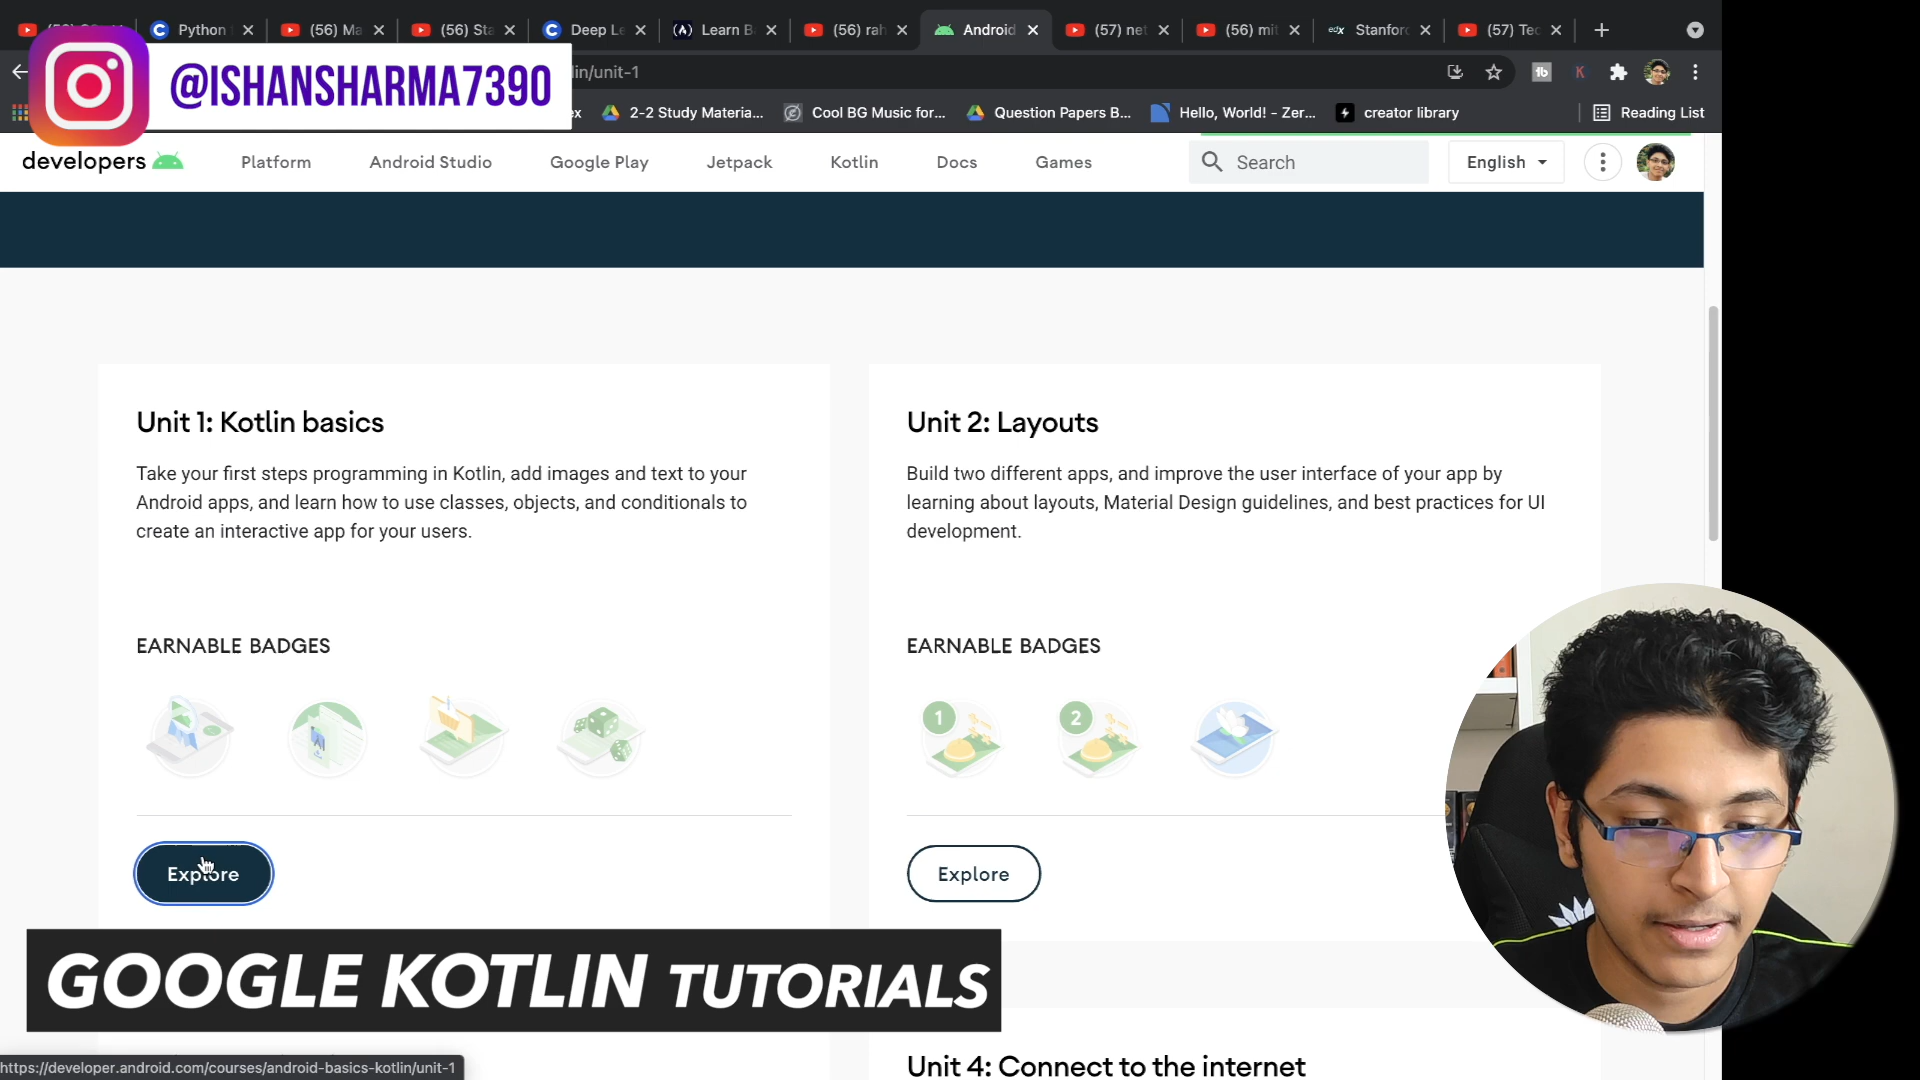 Python
(56) Ma
(56) Sta
Deep Le
Learn B
(56) rah
Android
(57) net
(56) mit
edx
Stanford
(57) Tec
@ISHANSHARMA7390
lin/unit-1
tb
K
ex
2-2 Study Materia...
Cool BG Music for...
Question Papers B...
Hello, World! - Zer...
creator library
Reading List
developers
Platform
Android Studio
Google Play
Jetpack
Kotlin
Docs
Games
Search
English
Unit 1: Kotlin basics
Take your first steps programming in Kotlin, add images and text to your
Android apps, and learn how to use classes, objects, and conditionals to
create an interactive app for your users.
EARNABLE BADGES
Explore
Unit 2: Layouts
Build two different apps, and improve the user interface of your app by
learning about layouts, Material Design guidelines, and best practices for UI
development.
EARNABLE BADGES
1
2
Explore
GOOGLE KOTLIN TUTORIALS
Unit 4: Connect to the internet
https://developer.android.com/courses/android-basics-kotlin/unit-1